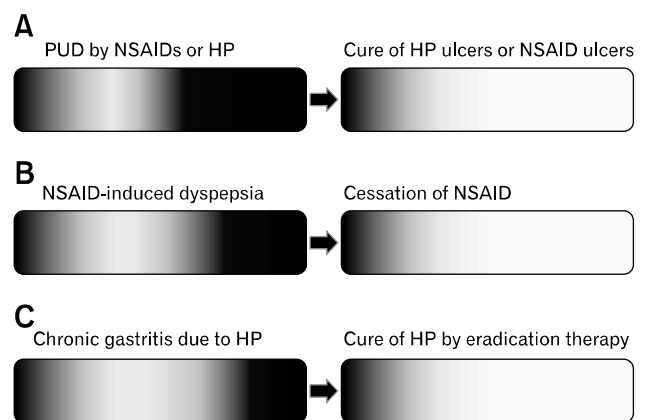 A
PUD by NSAIDs or HP
Cure of HP ulcers or NSAID ulcers
B
NSAID-induced dyspepsia
Cessation of NSAID
C
Chronic gastritis due to HP
Cure of HP by eradication therapy